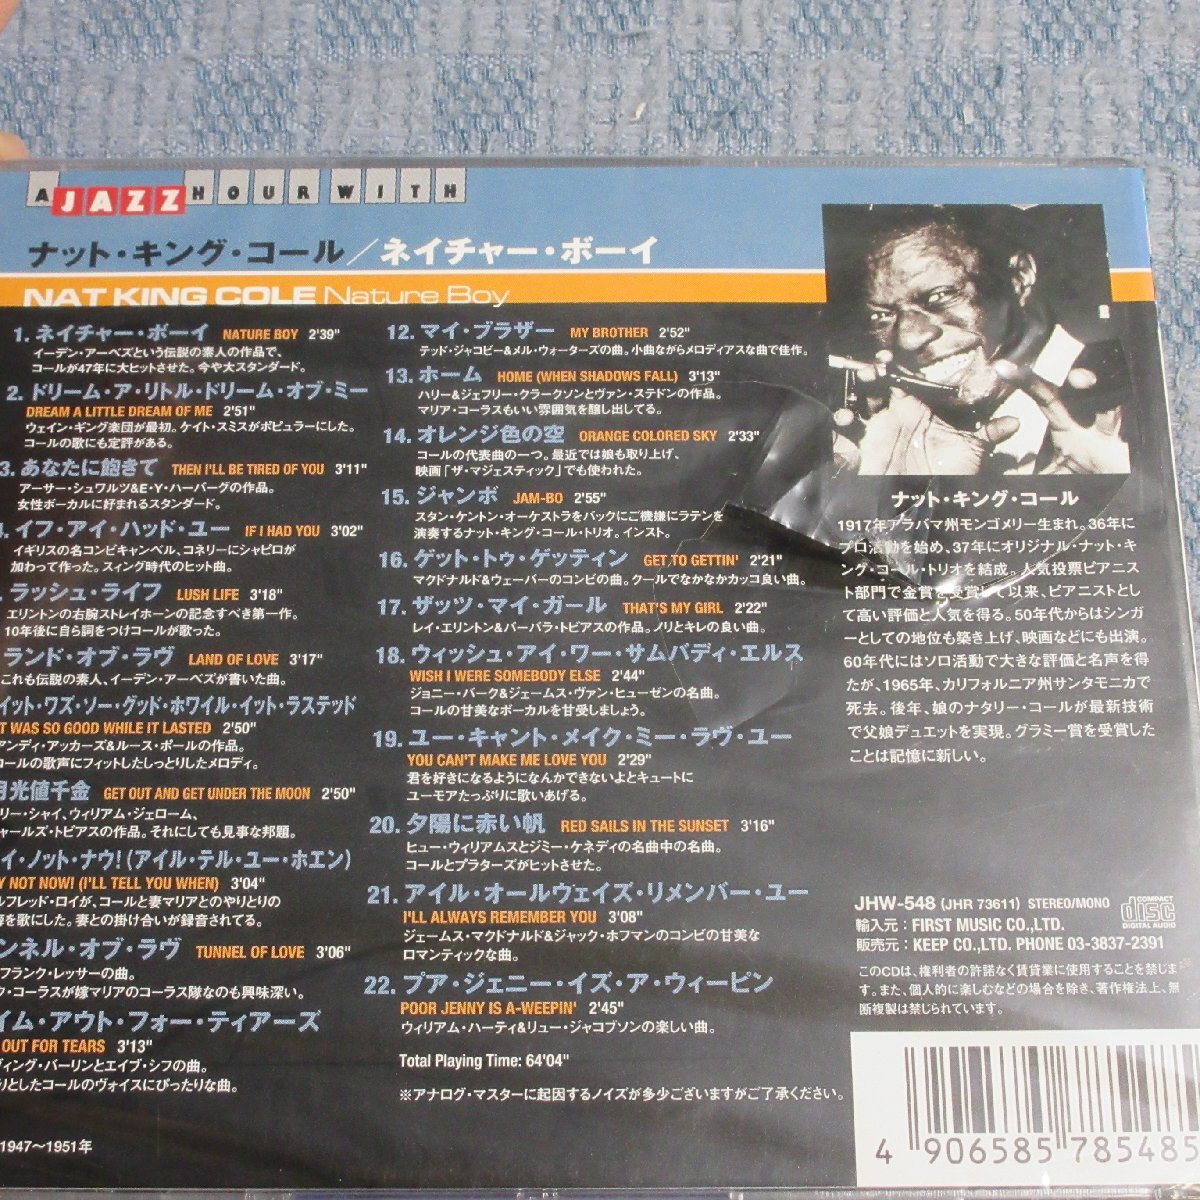 A JAZZ HOUR WITH
ナット・キング・コール／ネイチャー・ボーイ
NAT KING COLE Nature Boy
1. ネイチャー・ボーイ NATURE BOY 2'39"
イーデン・アーベズという伝説の素人の作品で、
コールが47年に大ヒットさせた。今や大スタンダード。
2. ドリーム・ア・リトル・ドリーム・オブ・ミー
DREAM A LITTLE DREAM OF ME 2'51"
ウェイン・ギング楽団が最初。ケイト・スミスがポピュラーにした。
コールの歌にも定評がある。
3. あなたに飽きて THEN I'LL BE TIRED OF YOU 3'11"
アーサー・シュワルツ&E・Y・ハーバーグの作品。
女性ボーカルに好まれるスタンダード。
イフ・アイ・ハッド・ユー IF I HAD YOU 3'02"
イギリスの名コンビキャンベル、コネリーにシャピロが
加わって作った。スイング時代のヒット曲。
ラッシュ・ライフ LUSH LIFE 3'18"
エリントンの右腕ストレイホーンの記念すべき第一作。
10年後に自ら詞をつけコールが歌った。
ランド・オブ・ラヴ LAND OF LOVE 3'17"
これも伝説の素人、イーデン・アーベズが書いた曲。
イット・ワズ・ソー・グッド・ホワイル・イット・ラステッド
IT WAS SO GOOD WHILE IT LASTED 2'50"
アンディ・アッカーズ&ルース・ポールの作品。
コールの歌声にフィットしたしっとりしたメロディ。
月光値千金 GET OUT AND GET UNDER THE MOON 2'50"
リー・シャイ、ウィリアム・ジェローム、
ャールズ・トビアスの作品。それにしても見事な邦題。
イ・ノット・ナウ!(アイル・テル・ユー・ホエン)
Y NOT NOW! (I'LL TELL YOU WHEN) 3'04"
ルフレッド・ロイが、コールと妻マリアとのやりとりの
を歌にした。妻との掛け合いが録音されてる。
ンネル・オブ・ラヴ TUNNEL OF LOVE 3'06"
フランク・レッサーの曲。
ク・コーラスが嫁マリアのコーラス隊なのも興味深い。
イム・アウト・フォー・ティアーズ
OUT FOR TEARS 3'13"
ヴィング・バーリンとエイブ・シフの曲。
りとしたコールのヴォイスにぴったりな曲。
1947〜1951年
12. マイ・ブラザー MY BROTHER 2'52"
テッド・ジャコビー&メル・ウォーターズの曲。小曲ながらメロディアスな曲で佳作。
13. ホーム HOME (WHEN SHADOWS FALL) 3'13"
ハリー&ジェフリー・クラークソンとヴァン・ステドンの作品。
マリア・コーラスもいい雰囲気を醸し出してる。
14. オレンジ色の空 ORANGE COLORED SKY 2'33"
コールの代表曲の一つ。最近では娘も取り上げ、
映画「ザ・マジェスティック」でも使われた。
15. ジャンボ JAM-BO 2'55"
スタン・ケントン・オーケストラをバックにご機嫌にラテンを
演奏するナット・キング・コール・トリオ。インスト。
16. ゲット・トゥ・ゲッティン GET TO GETTIN' 2'21"
マクドナルド&ウェーバーのコンビの曲。クールでなかなかカッコ良い曲。
17. ザッツ・マイ・ガール THAT'S MY GIRL 2'22"
レイ・エリントン&バーバラ・トビアスの作品。ノリとキレの良い曲。
18. ウィッシュ・アイ・ワー・サムバディ・エルス
WISH I WERE SOMEBODY ELSE 2'44"
ジョニー・バーク&ジェームス・ヴァン・ヒューゼンの名曲。
コールの甘美なボーカルを甘受しましょう。
19. ユー・キャント・メイク・ミー・ラヴ・ユー
YOU CAN'T MAKE ME LOVE YOU 2'29"
君を好きになるようになんかできないよとキュートに
ユーモアたっぷりに歌いあげる。
20. 夕陽に赤い帆 RED SAILS IN THE SUNSET 3'16"
ヒュー・ウィリアムスとジミー・ケネディの名曲中の名曲。
コールとプラターズがヒットさせた。
21. アイル・オールウェイズ・リメンバー・ユー
I'LL ALWAYS REMEMBER YOU 3'08"
ジェームス・マクドナルド&ジャック・ホフマンのコンビの甘美な
ロマンティックな曲。
22. プア・ジェニー・イズ・ア・ウィーピン
POOR JENNY IS A-WEEPIN' 2'45"
ウィリアム・ハーティ&リュー・ジャコブソンの楽しい曲。
Total Playing Time: 64'04"
※アナログ・マスターに起因するノイズが多少ございますがご了承ください。
ナット・キング・コール
1917年アラバマ州モンゴメリー生まれ。36年に
プロ活動を始め、37年にオリジナル・ナット・キ
ング・コール・トリオを結成。人気投票ピアニス
ト部門で金賞を受賞して以来、ピアニストとし
て高い評価と人気を得る。50年代からはシンガ
ーとしての地位も築き上げ、映画などにも出演。
60年代にはソロ活動で大きな評価と名声を得
たが、1965年、カリフォルニア州サンタモニカで
死去。後年、娘のナタリー・コールが最新技術
で父娘デュエットを実現。グラミー賞を受賞した
ことは記憶に新しい。
JHW-548 (JHR 73611) STEREO/MONO
COMPACT disc DIGITAL AUDIO
輸入元：FIRST MUSIC CO.,LTD.
販売元：KEEP CO.,LTD. PHONE 03-3837-2391
このCDは、権利者の許諾なく賃貸業に使用することを禁じま
す。また、個人的に楽しむなどの場合を除き、著作権法上、無
断複製は禁じられています。
4 906585 785485